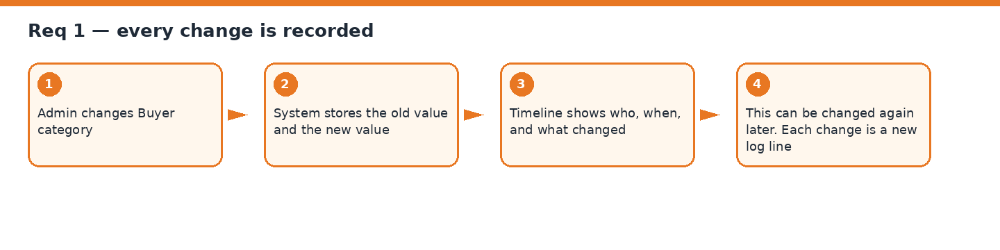 Req 1 — every change is recorded
1
Admin changes Buyer
category
2
System stores the old value
and the new value
3
Timeline shows who, when,
and what changed
4
This can be changed again
later. Each change is a new
log line